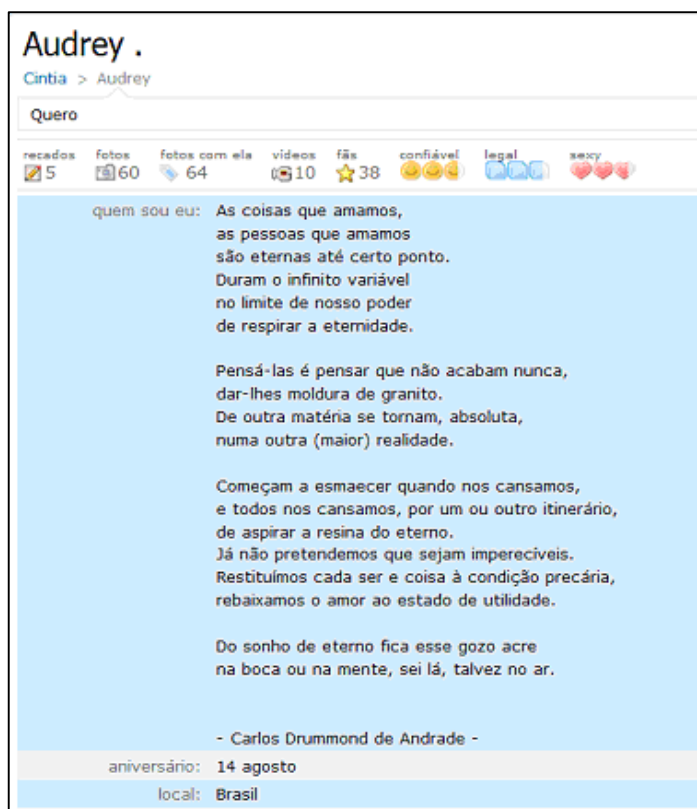 Audrey .
Cintia > Audrey
Quero
recados fotos fotos com ela vídeos fãs confiável legal sexy
5 60 64 10 38
quem sou eu: As coisas que amamos,
as pessoas que amamos
são eternas até certo ponto.
Duram o infinito variável
no limite de nosso poder
de respirar a eternidade.
Pensá-las é pensar que não acabam nunca,
dar-lhes moldura de granito.
De outra matéria se tornam, absoluta,
numa outra (maior) realidade.
Começam a esmaecer quando nos cansamos,
e todos nos cansamos, por um ou outro itinerário,
de aspirar a resina do eterno.
Já não pretendemos que sejam imperecíveis.
Restituímos cada ser e coisa à condição precária,
rebaixamos o amor ao estado de utilidade.
Do sonho de eterno fica esse gozo acre
na boca ou na mente, sei lá, talvez no ar.
- Carlos Drummond de Andrade -
aniversário: 14 agosto
local: Brasil